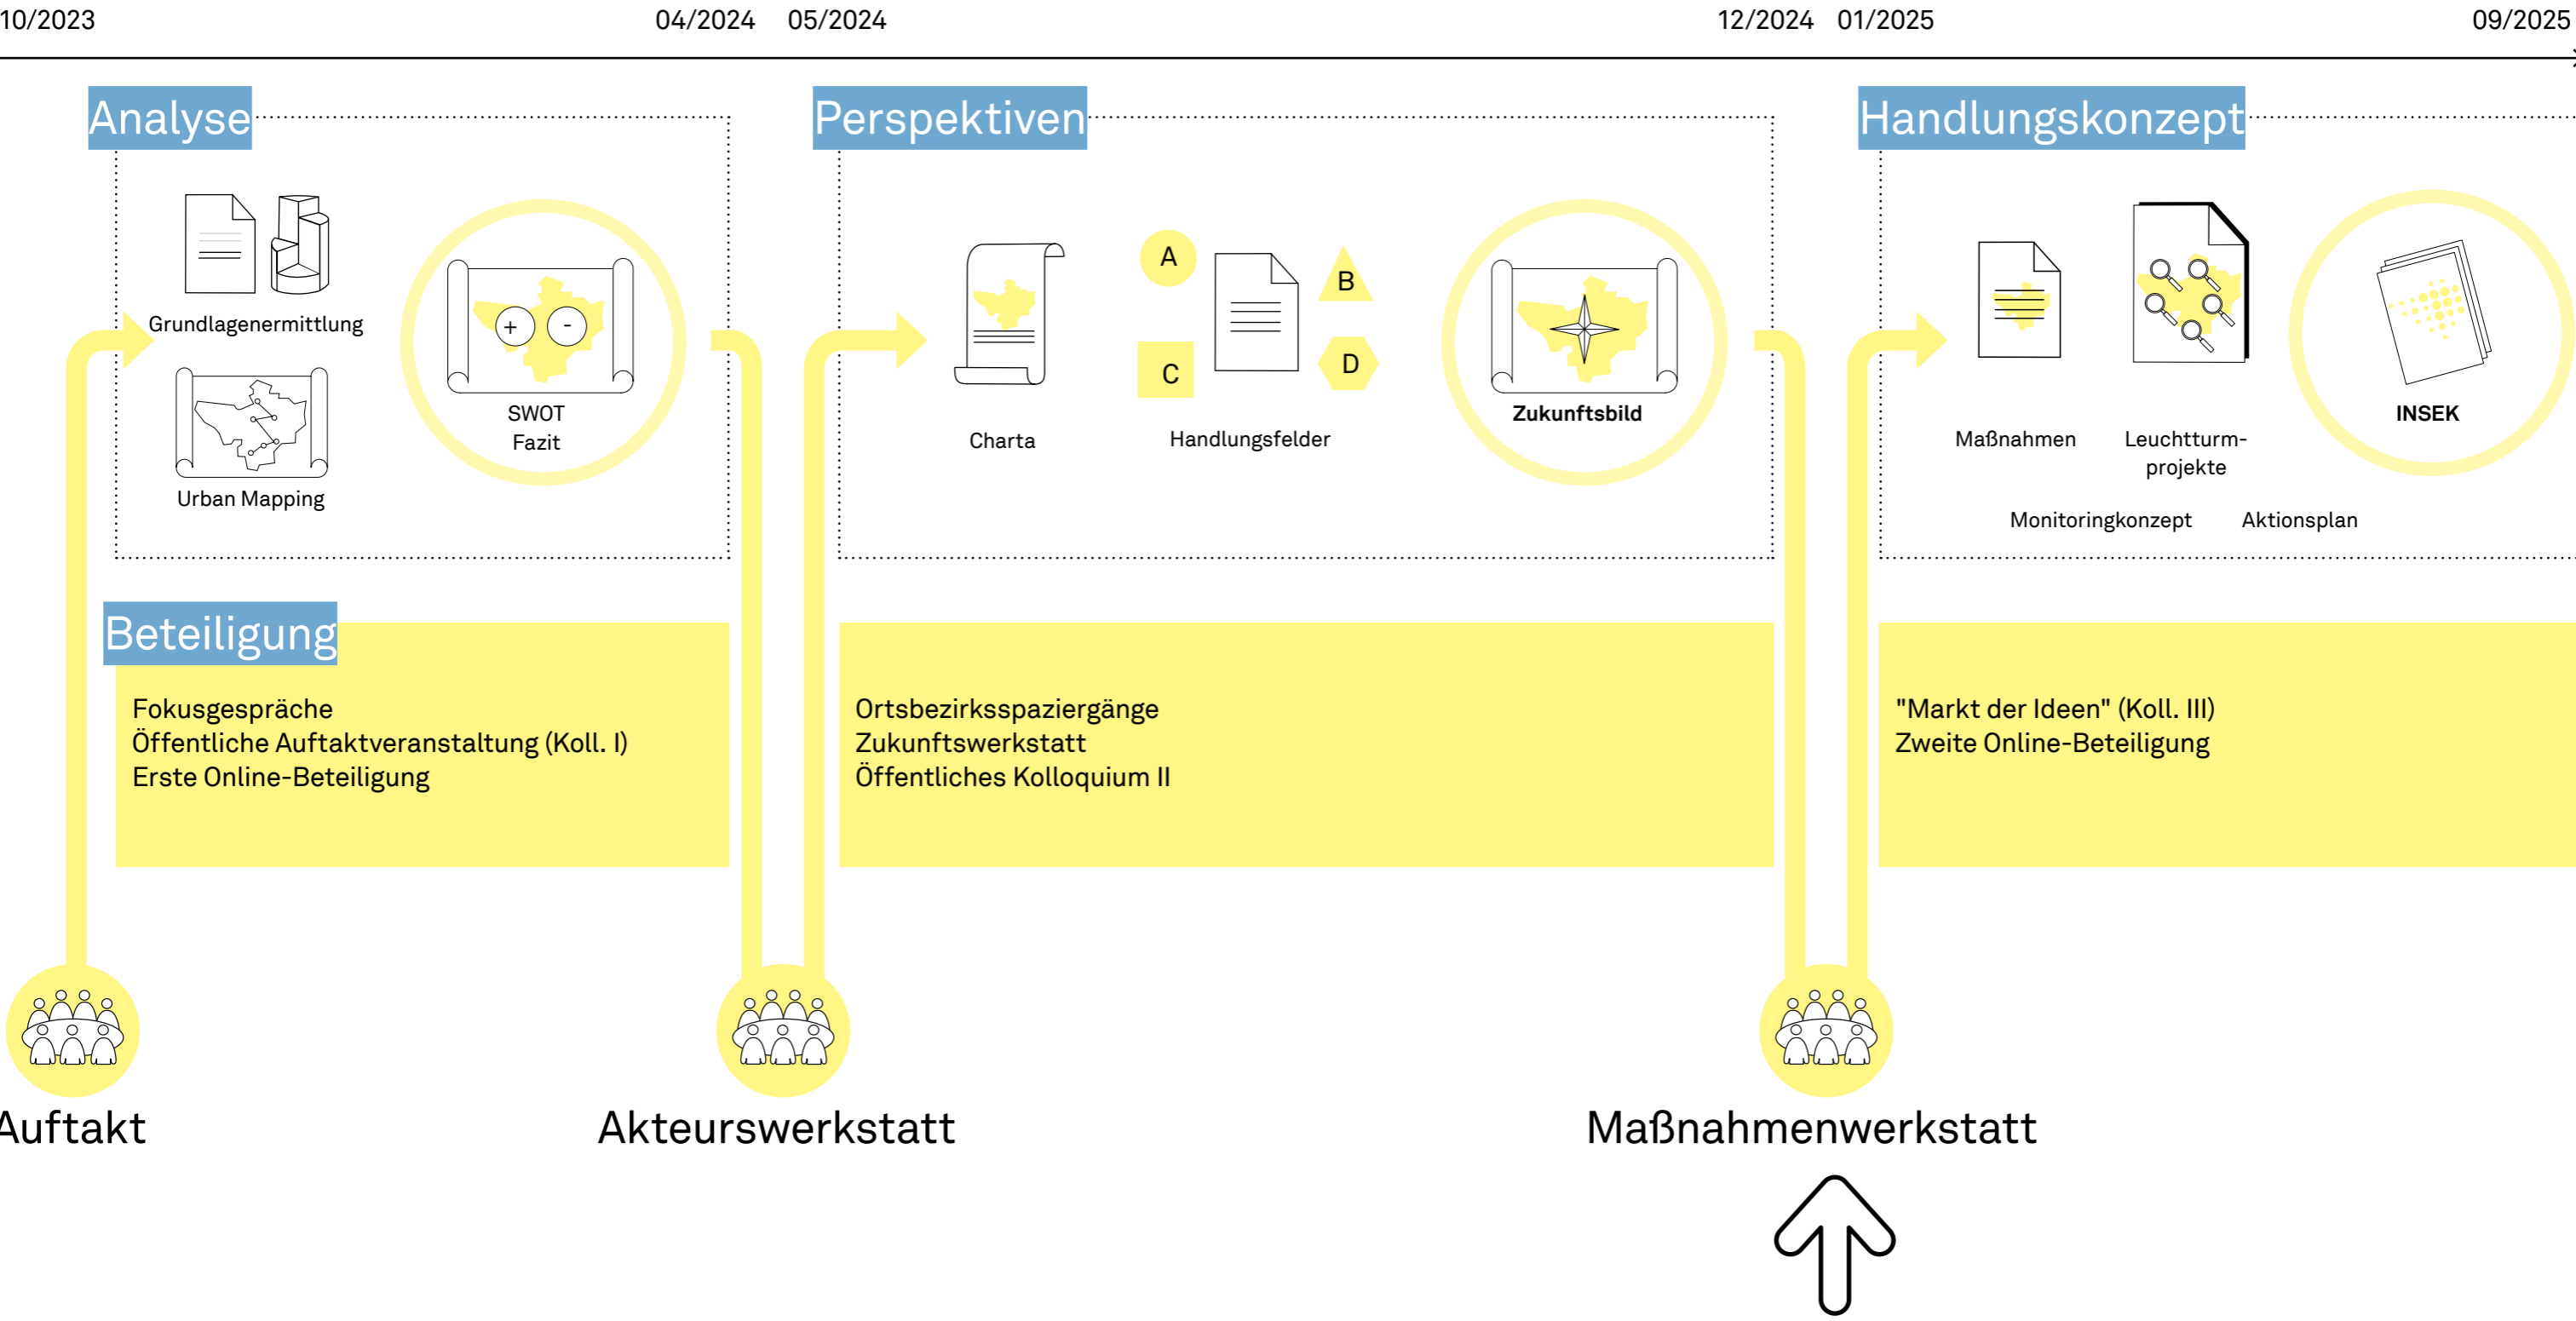 10/2023
04/2024
05/2024
12/2024
01/2025
09/2025
Analyse
Grundlagenermittlung
Urban Mapping
+
-
SWOT
Fazit
Perspektiven
Charta
A
B
C
D
Handlungsfelder
Zukunftsbild
Handlungskonzept
Maßnahmen
Leuchtturm-
projekte
INSEK
Monitoringkonzept
Aktionsplan
Beteiligung
Fokusgespräche
Öffentliche Auftaktveranstaltung (Koll. I)
Erste Online-Beteiligung
Ortsbezirksspaziergänge
Zukunftswerkstatt
Öffentliches Kolloquium II
"Markt der Ideen" (Koll. III)
Zweite Online-Beteiligung
Auftakt
Akteurswerkstatt
Maßnahmenwerkstatt